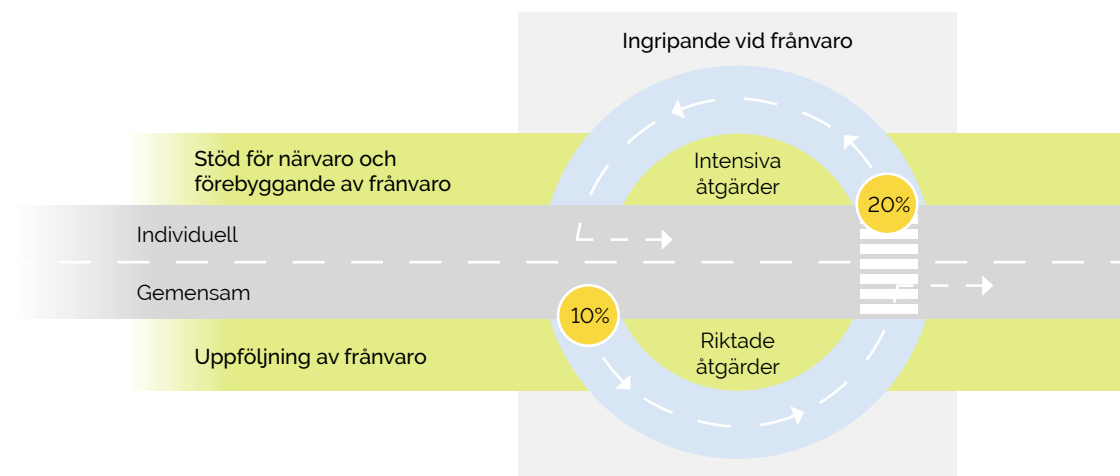 Ingripande vid frånvaro
Stöd för närvaro och
förebyggande av frånvaro
Intensiva
åtgärder
20%
Individuell
Gemensam
10%
Uppföljning av frånvaro
Riktade
åtgärder